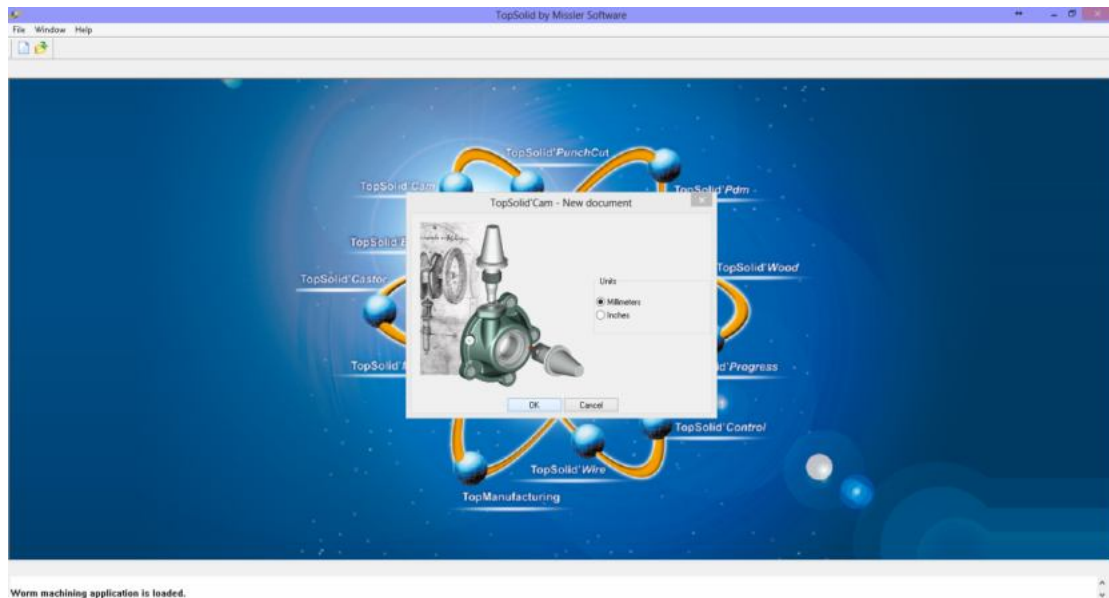 TopSolid by Missler Software
File Window Help
TopSolid'PunchCut
TopSolid'Cam
TopSolid'Pdm
TopSolid'Cam - New document
TopSolid'
TopSolid'Wood
TopSolid'Castor
Units
Millimeters
Inches
TopSolid'
d'Progress
OK Cancel
TopSolid'Control
TopSolid'Wire
TopManufacturing
Worm machining application is loaded.